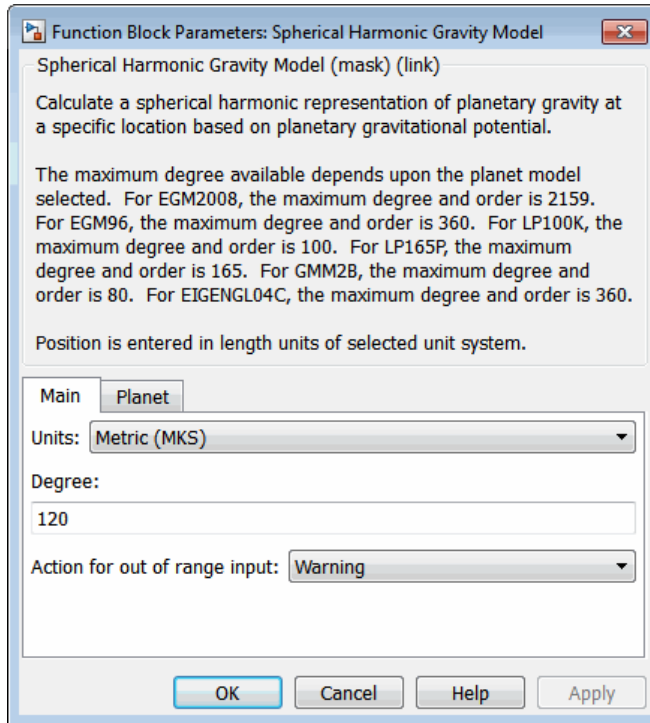 Function Block Parameters: Spherical Harmonic Gravity Model
Spherical Harmonic Gravity Model (mask) (link)
Calculate a spherical harmonic representation of planetary gravity at
a specific location based on planetary gravitational potential.
The maximum degree available depends upon the planet model
selected.  For EGM2008, the maximum degree and order is 2159.
For EGM96, the maximum degree and order is 360.  For LP100K, the
maximum degree and order is 100.  For LP165P, the maximum
degree and order is 165.  For GMM2B, the maximum degree and
order is 80.  For EIGENGL04C, the maximum degree and order is 360.
Position is entered in length units of selected unit system.
Main Planet
Units: Metric (MKS)
Degree:
120
Action for out of range input: Warning
OK Cancel Help Apply